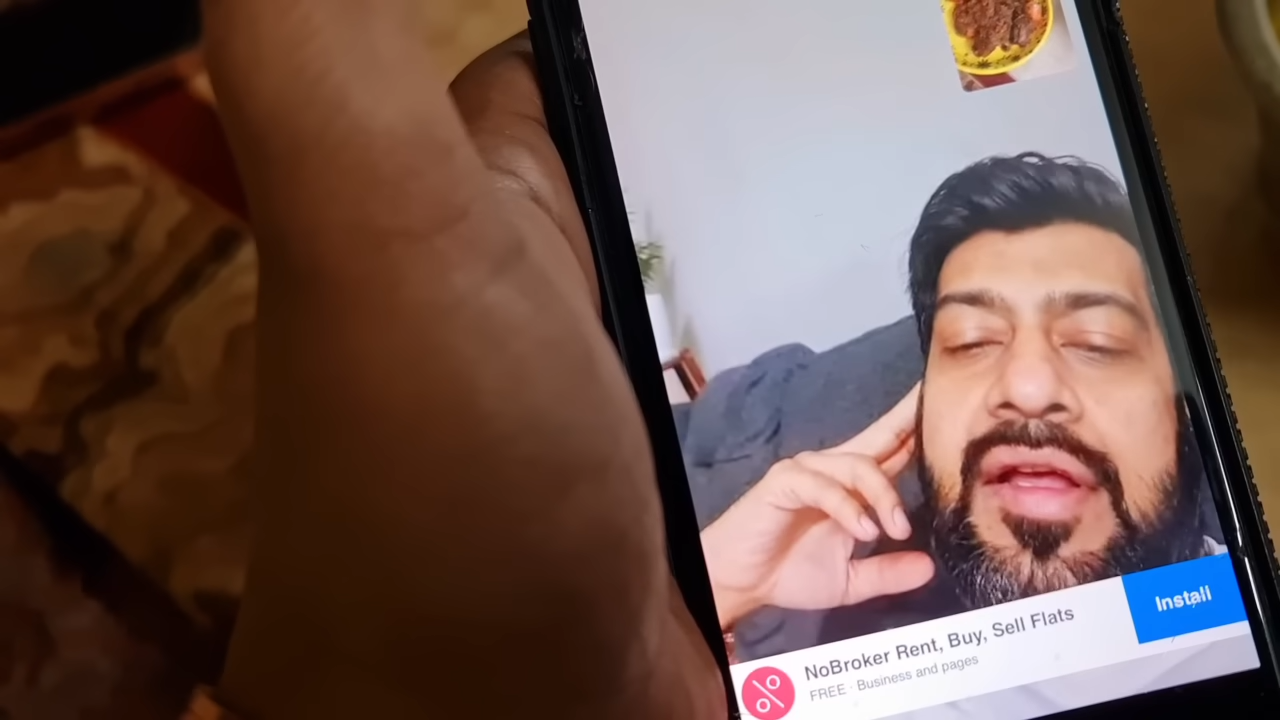 NoBroker Rent, Buy, Sell Flats
FREE · Business and pages
Install